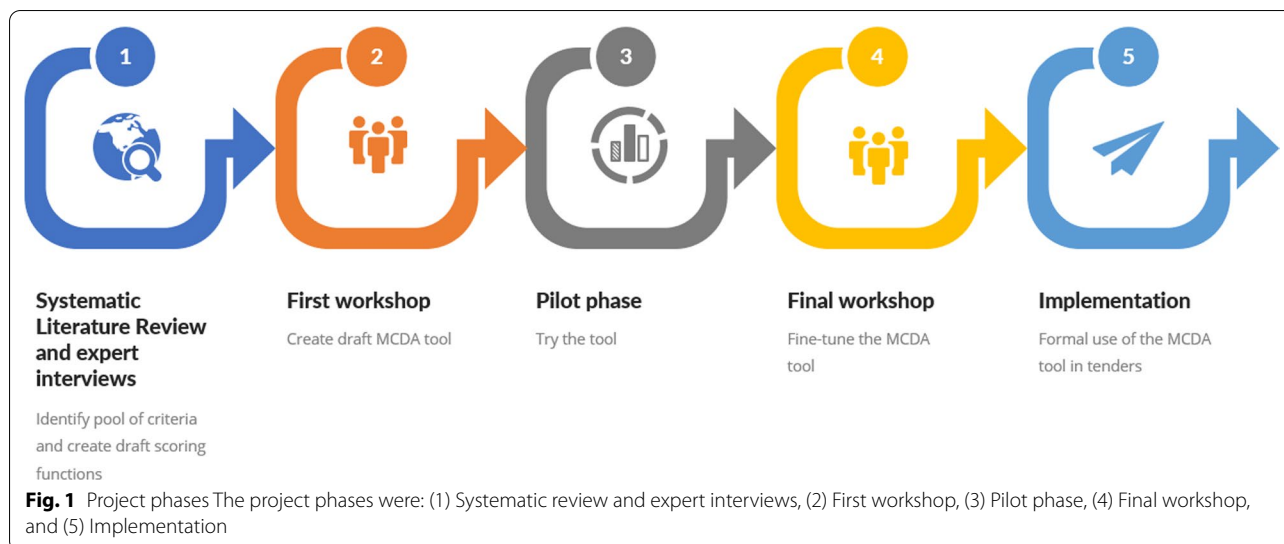 1
2
3
4
5
Systematic
Literature Review
and expert
interviews
Identify pool of criteria
and create draft scoring
functions
First workshop
Create draft MCDA tool
Pilot phase
Try the tool
Final workshop
Fine-tune the MCDA
tool
Implementation
Formal use of the MCDA
tool in tenders
Fig. 1 Project phases The project phases were: (1) Systematic review and expert interviews, (2) First workshop, (3) Pilot phase, (4) Final workshop,
and (5) Implementation